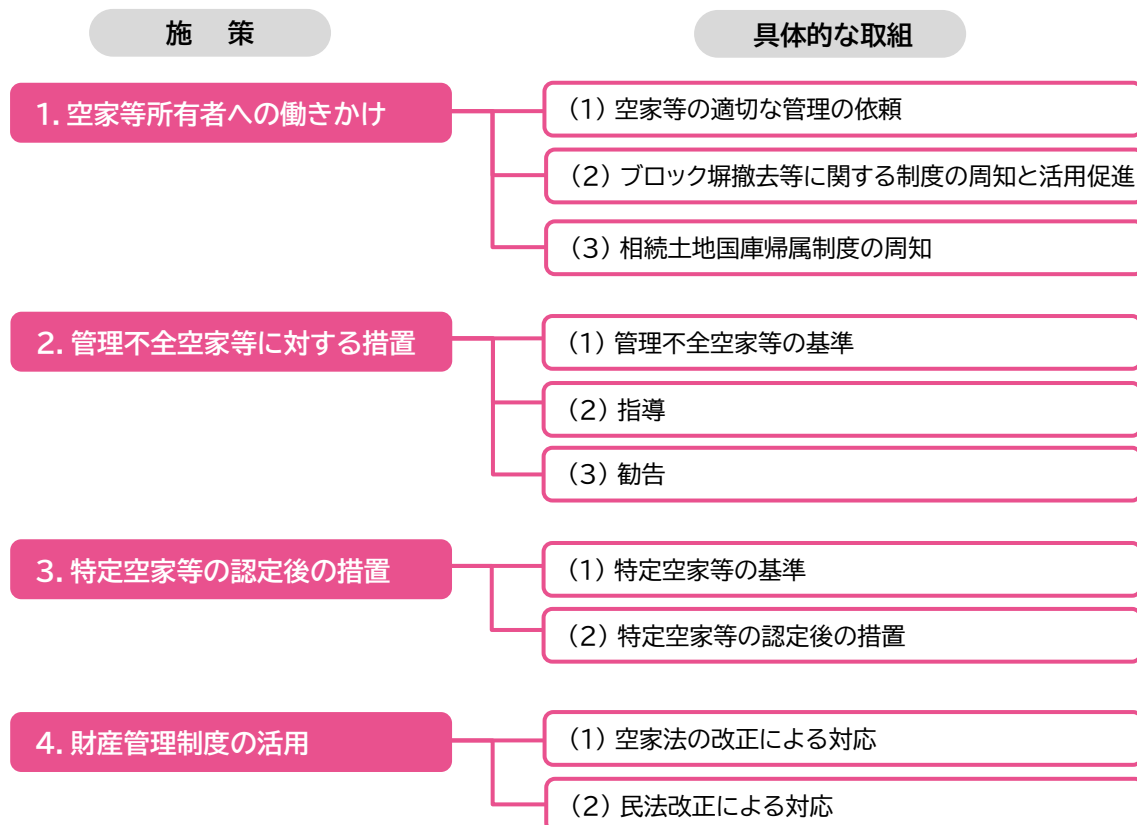 施 策
具体的な取組
1. 空家等所有者への働きかけ
(1) 空家等の適切な管理の依頼
(2) ブロック塀撤去等に関する制度の周知と活用促進
(3) 相続土地国庫帰属制度の周知
2. 管理不全空家等に対する措置
(1) 管理不全空家等の基準
(2) 指導
(3) 勧告
3. 特定空家等の認定後の措置
(1) 特定空家等の基準
(2) 特定空家等の認定後の措置
4. 財産管理制度の活用
(1) 空家法の改正による対応
(2) 民法改正による対応